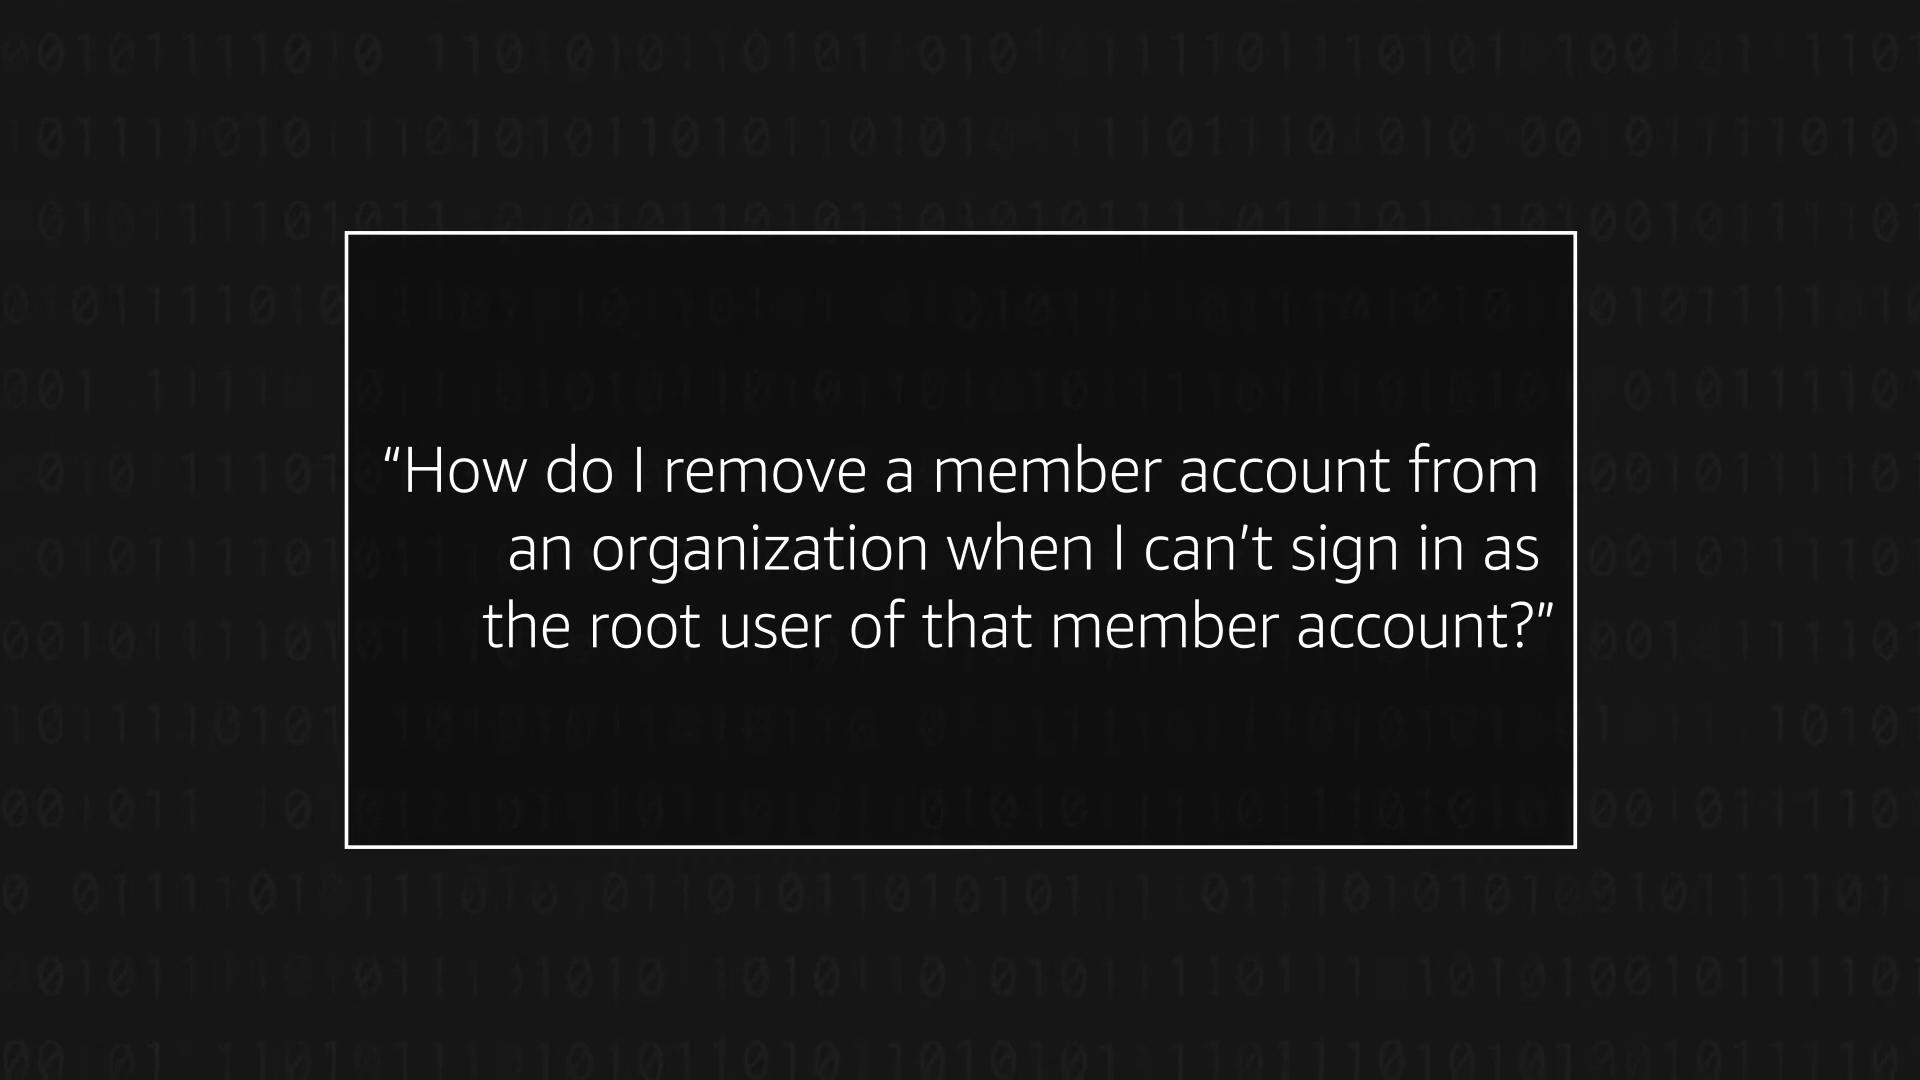 “How do I remove a member account from
an organization when I can’t sign in as
the root user of that member account?”